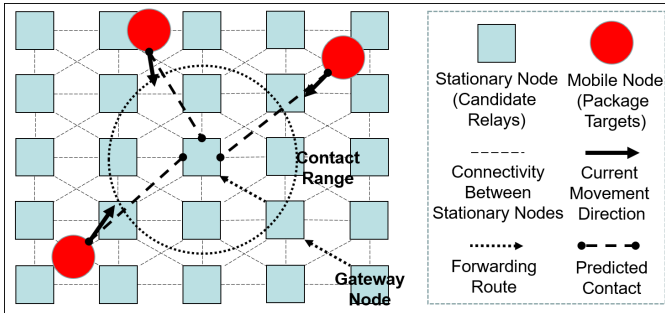 Contact
Range
Gateway
Node
Stationary Node
(Candidate
Relays)
Mobile Node
(Package
Targets)
Connectivity
Between
Stationary Nodes
Current
Movement
Direction
Forwarding
Route
Predicted
Contact